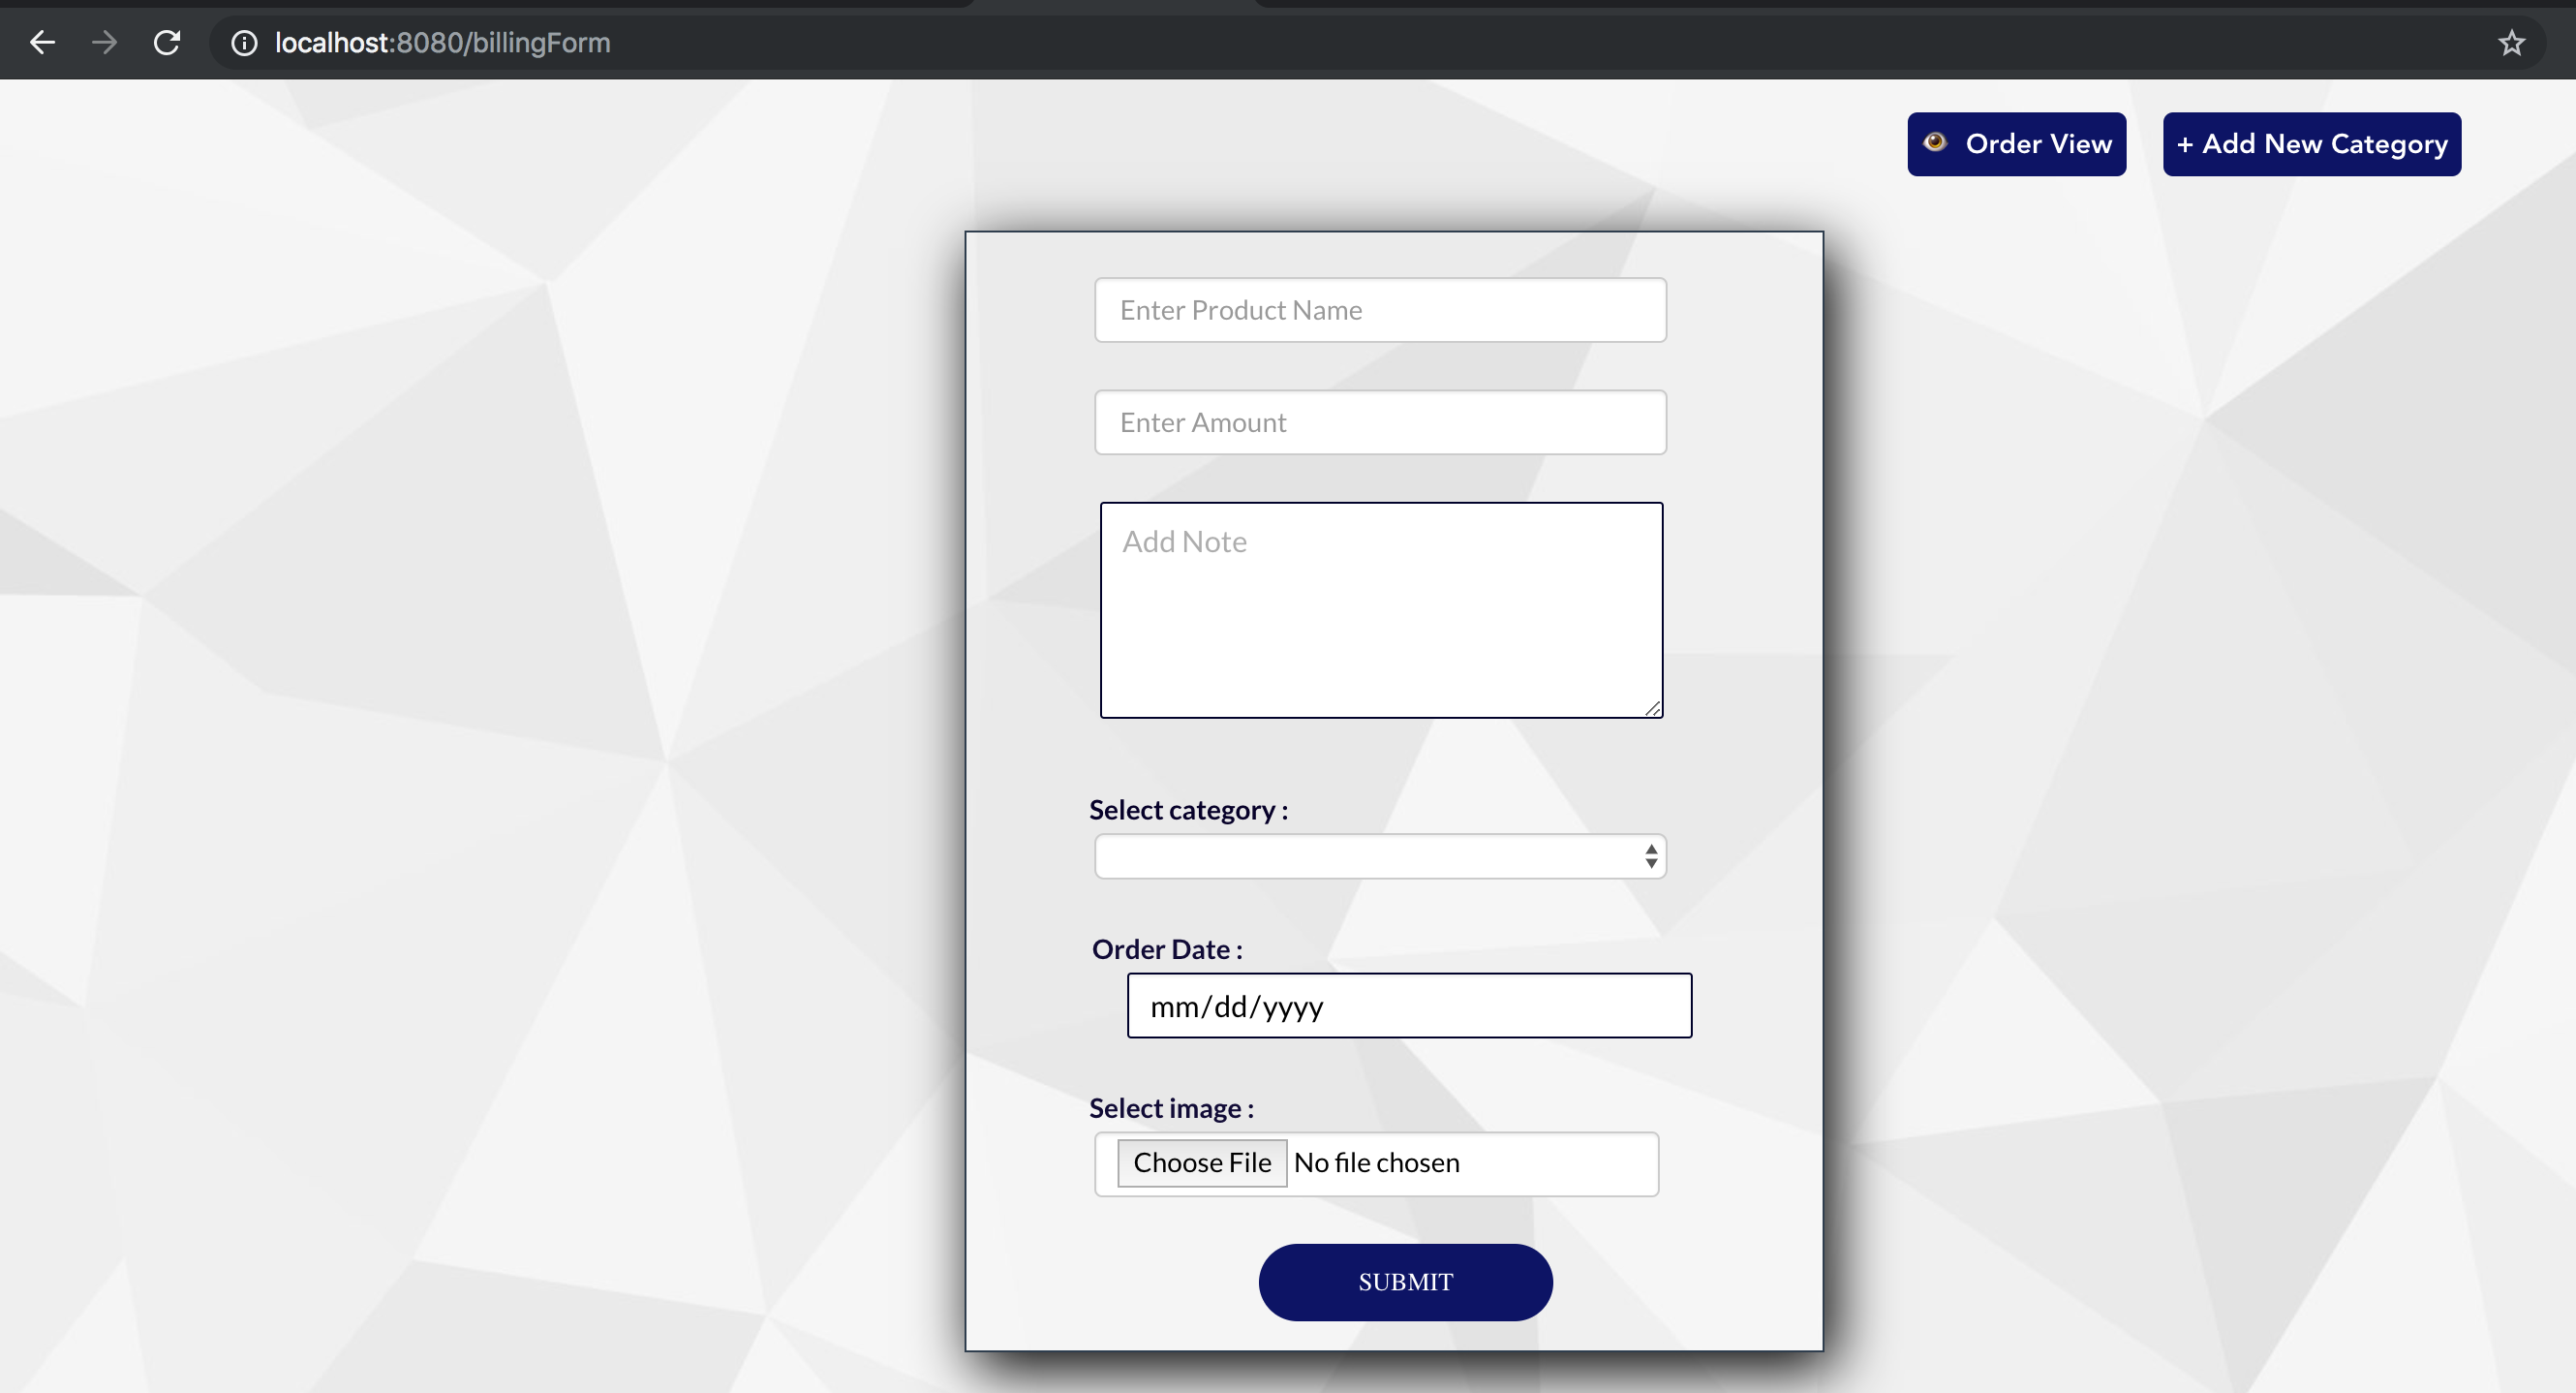 localhost:8080/billingForm
Order View
+ Add New Category
Enter Product Name
Enter Amount
Add Note
Select category :
Order Date :
mm/dd/yyyy
Select image :
Choose File No file chosen
SUBMIT